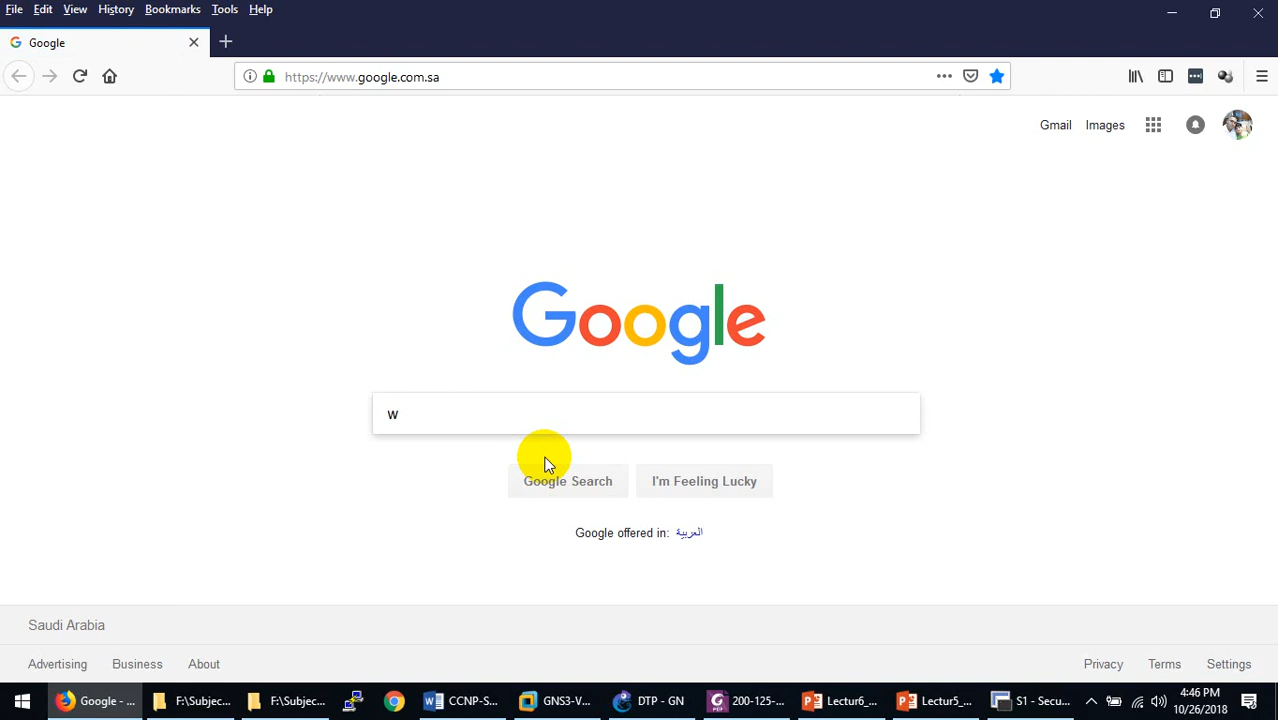 File Edit View History Bookmarks Tools Help
Google
https://www.google.com.sa
Gmail Images
Google
w
Google Search I'm Feeling Lucky
Google offered in: العربية
Saudi Arabia
Advertising Business About Privacy Terms Settings
Google - ... F:\Subjec... F:\Subjec... CCNP-S... GNS3-V... DTP - GN 200-125-... Lectur6_... Lectur5_... S1 - Secu... 4:46 PM
10/26/2018